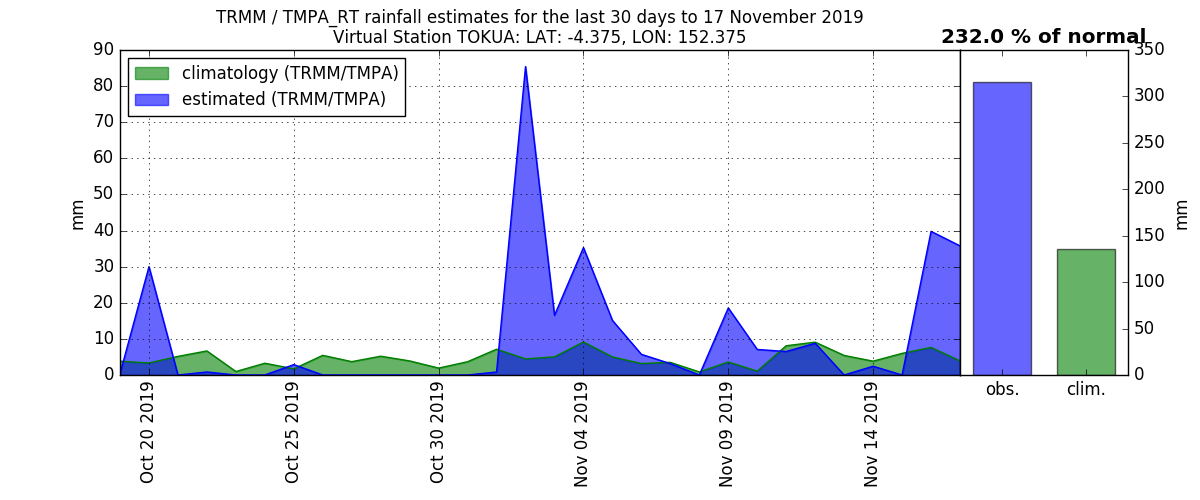 TRMM / TMPA_RT rainfall estimates for the last 30 days to 17 November 2019
Virtual Station TOKUA: LAT: -4.375, LON: 152.375
232.0 % of normal
climatology (TRMM/TMPA)
estimated (TRMM/TMPA)
mm
90
80
70
60
50
40
30
20
10
0
Oct 20 2019
Oct 25 2019
Oct 30 2019
Nov 04 2019
Nov 09 2019
Nov 14 2019
obs.
clim.
350
300
250
200
150
100
50
0
mm